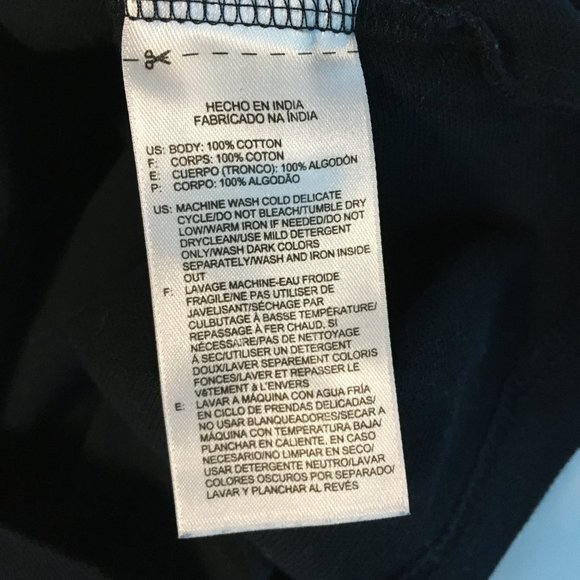 HECHO EN INDIA
FABRICADO NA ÍNDIA
US: BODY: 100% COTTON
F: CORPS: 100% COTON
E: CUERPO (TRONCO): 100% ALGODÓN
P: CORPO: 100% ALGODÃO
US: MACHINE WASH COLD DELICATE
CYCLE/DO NOT BLEACH/TUMBLE DRY
LOW/WARM IRON IF NEEDED/DO NOT
DRYCLEAN/USE MILD DETERGENT
ONLY/WASH DARK COLORS
SEPARATELY/WASH AND IRON INSIDE
OUT
F: LAVAGE MACHINE-EAU FROIDE
FRAGILE/NE PAS UTILISER DE
JAVELISANT/SÉCHAGE PAR
CULBUTAGE À BASSE TEMPÉRATURE/
REPASSAGE À FER CHAUD, SI
NÉCESSAIRE/PAS DE NETTOYAGE
À SEC/UTILISER UN DETERGENT
DOUX/LAVER SEPAREMENT COLORIS
FONCES/LAVER ET REPASSER LE
VÊTEMENT À L'ENVERS
E: LAVAR A MÁQUINA CON AGUA FRÍA
EN CICLO DE PRENDAS DELICADAS/
NO USAR BLANQUEADORES/SECAR A
MÁQUINA CON TEMPERATURA BAJA/
PLANCHAR EN CALIENTE, EN CASO
NECESARIO/NO LIMPIAR EN SECO/
USAR DETERGENTE NEUTRO/LAVAR
COLORES OSCUROS POR SEPARADO/
LAVAR Y PLANCHAR AL REVÉS